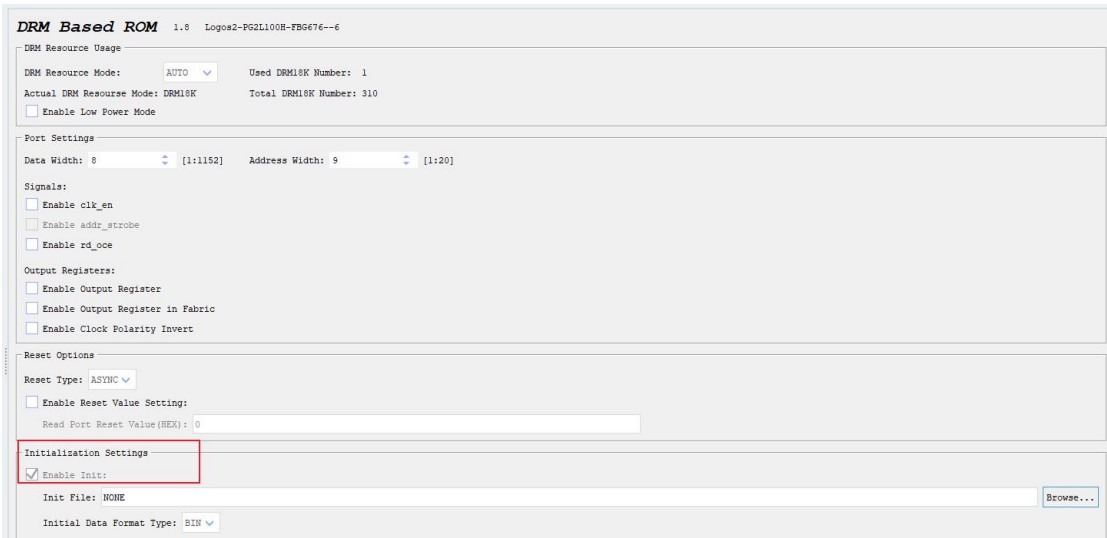 DRM Based ROM 1.8 Logos2-PG2L100H-FBG676--6
DRM Resource Usage
DRM Resource Mode: AUTO Used DRM18K Number: 1
Actual DRM Resourse Mode: DRM18K Total DRM18K Number: 310
Enable Low Power Mode
Port Settings
Data Width: 8 [1:1152] Address Width: 9 [1:20]
Signals:
Enable clk_en
Enable addr_strobe
Enable rd_oce
Output Registers:
Enable Output Register
Enable Output Register in Fabric
Enable Clock Polarity Invert
Reset Options
Reset Type: ASYNC
Enable Reset Value Setting:
Read Port Reset Value(HEX): 0
Initialization Settings
Enable Init:
Init File: NONE Browse...
Initial Data Format Type: BIN